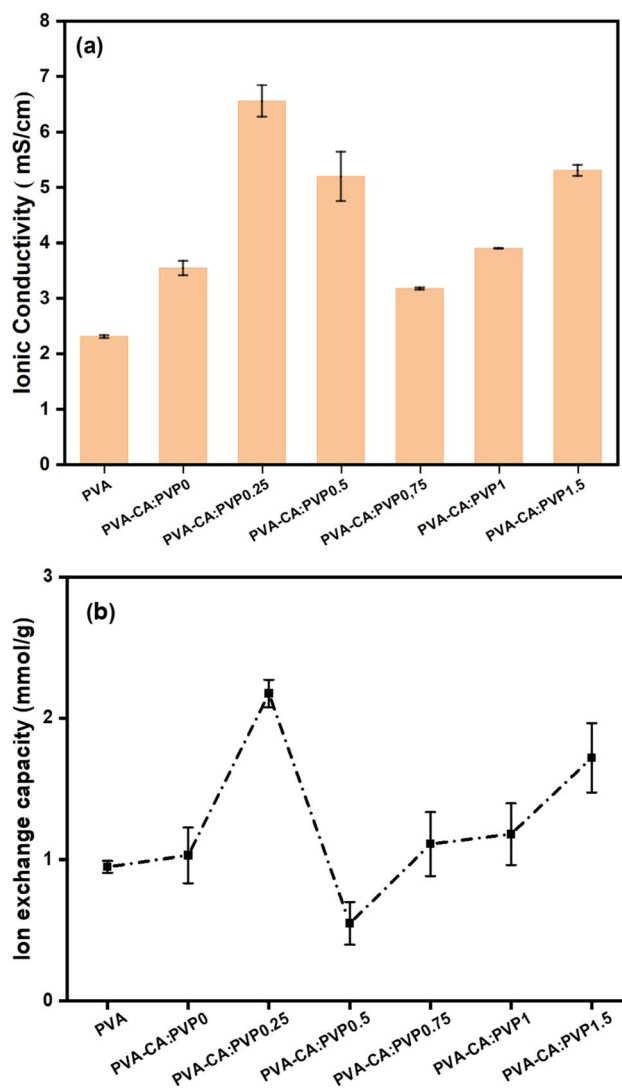 (a)
Ionic Conductivity ( mS/cm)
8
7
6
5
4
3
2
1
0
PVA
PVA-CA:PVP0
PVA-CA:PVP0.25
PVA-CA:PVP0.5
PVA-CA:PVP0,75
PVA-CA:PVP1
PVA-CA:PVP1.5
(b)
Ion exchange capacity (mmol/g)
3
2
1
0
PVA
PVA-CA:PVP0
PVA-CA:PVP0.25
PVA-CA:PVP0.5
PVA-CA:PVP0.75
PVA-CA:PVP1
PVA-CA:PVP1.5